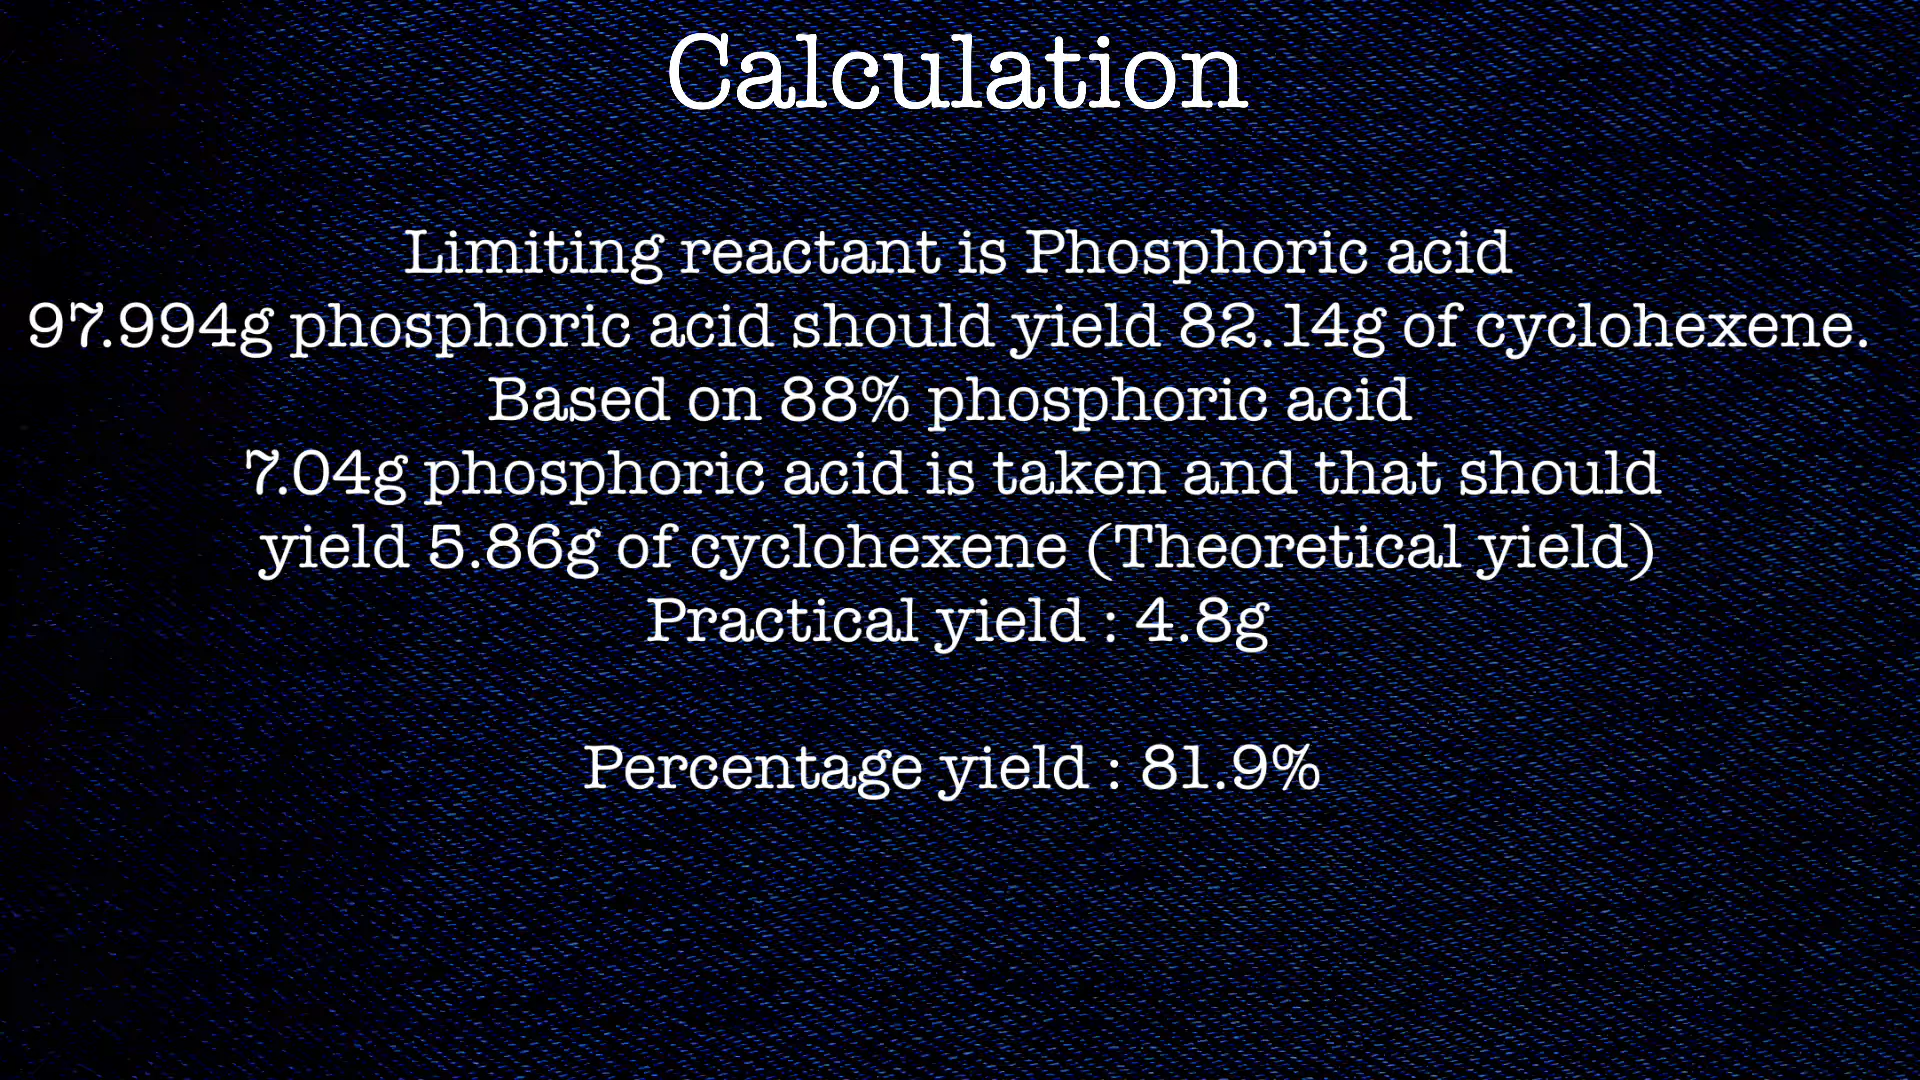 Calculation
Limiting reactant is Phosphoric acid
97.994g phosphoric acid should yield 82.14g of cyclohexene.
Based on 88% phosphoric acid
7.04g phosphoric acid is taken and that should
yield 5.86g of cyclohexene (Theoretical yield)
Practical yield : 4.8g
Percentage yield : 81.9%